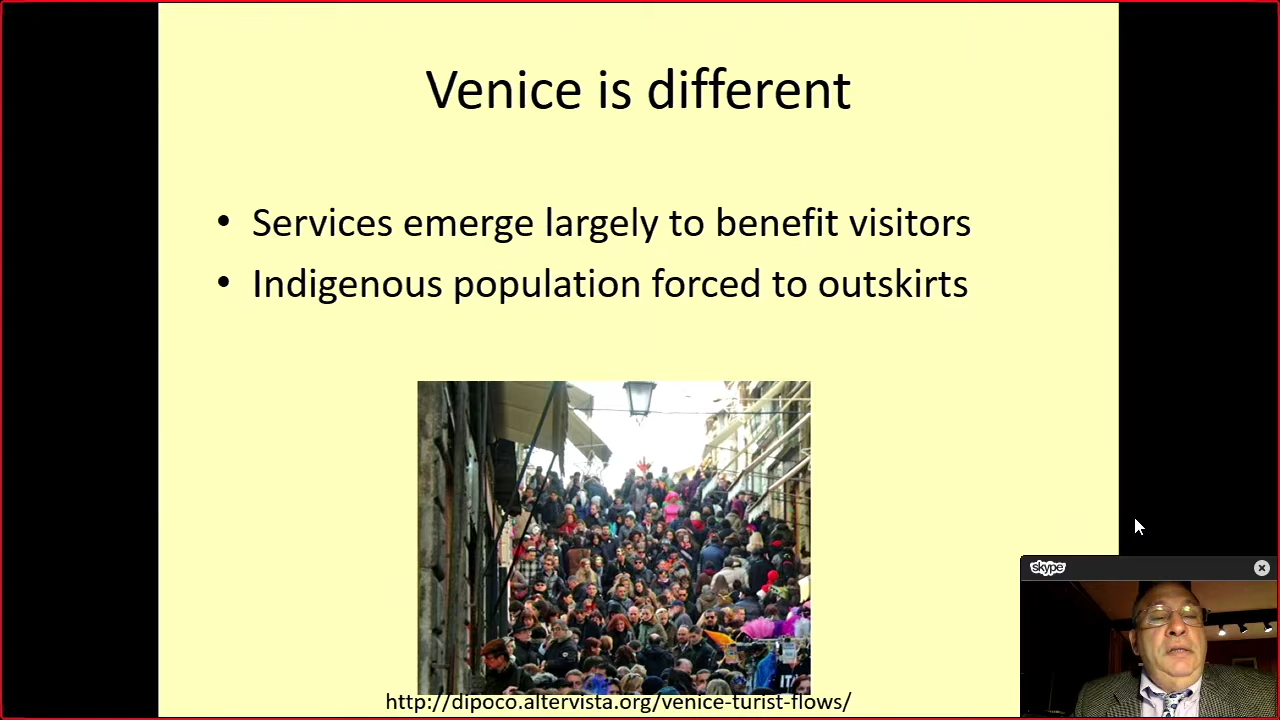 Venice is different
• Services emerge largely to benefit visitors
• Indigenous population forced to outskirts
http://dipoco.altervista.org/venice-turist-flows/
skype